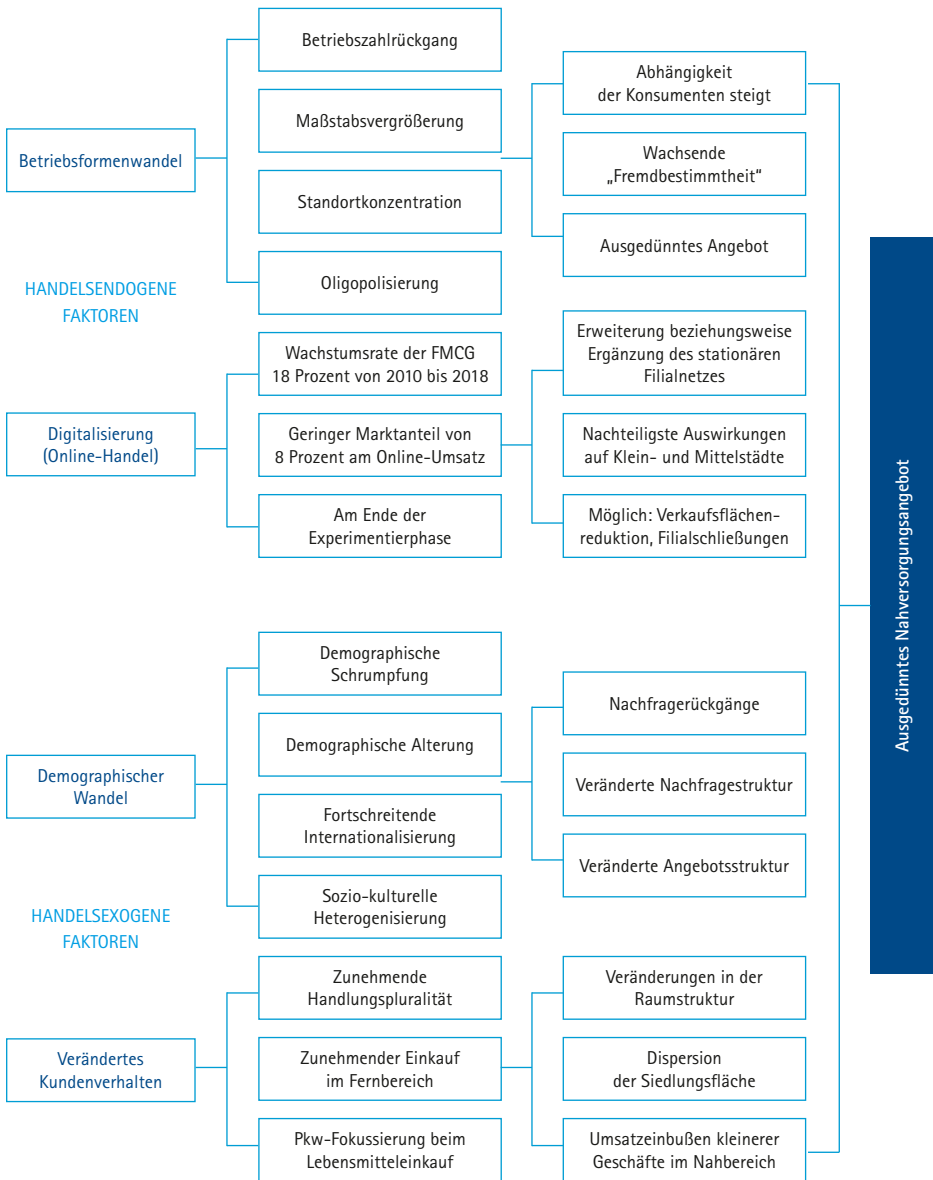 Betriebsformenwandel
HANDELSENDOGENE
FAKTOREN
Digitalisierung
(Online-Handel)
Demographischer
Wandel
HANDELSEXOGENE
FAKTOREN
Verändertes
Kundenverhalten
Betriebszahlrückgang
Maßstabsvergrößerung
Standortkonzentration
Oligopolisierung
Wachstumsrate der FMCG
18 Prozent von 2010 bis 2018
Geringer Marktanteil von
8 Prozent am Online-Umsatz
Am Ende der
Experimentierphase
Demographische
Schrumpfung
Demographische Alterung
Fortschreitende
Internationalisierung
Sozio-kulturelle
Heterogenisierung
Zunehmende
Handlungspluralität
Zunehmender Einkauf
im Fernbereich
Pkw-Fokussierung beim
Lebensmitteleinkauf
Abhängigkeit
der Konsumenten steigt
Wachsende
„Fremdbestimmtheit“
Ausgedünntes Angebot
Erweiterung beziehungsweise
Ergänzung des stationären
Filialnetzes
Nachteiligste Auswirkungen
auf Klein- und Mittelstädte
Möglich: Verkaufsflächen-
reduktion, Filialschließungen
Nachfragerückgänge
Veränderte Nachfragestruktur
Veränderte Angebotsstruktur
Veränderungen in der
Raumstruktur
Dispersion
der Siedlungsfläche
Umsatzeinbußen kleinerer
Geschäfte im Nahbereich
Ausgedünntes Nahversorgungsangebot